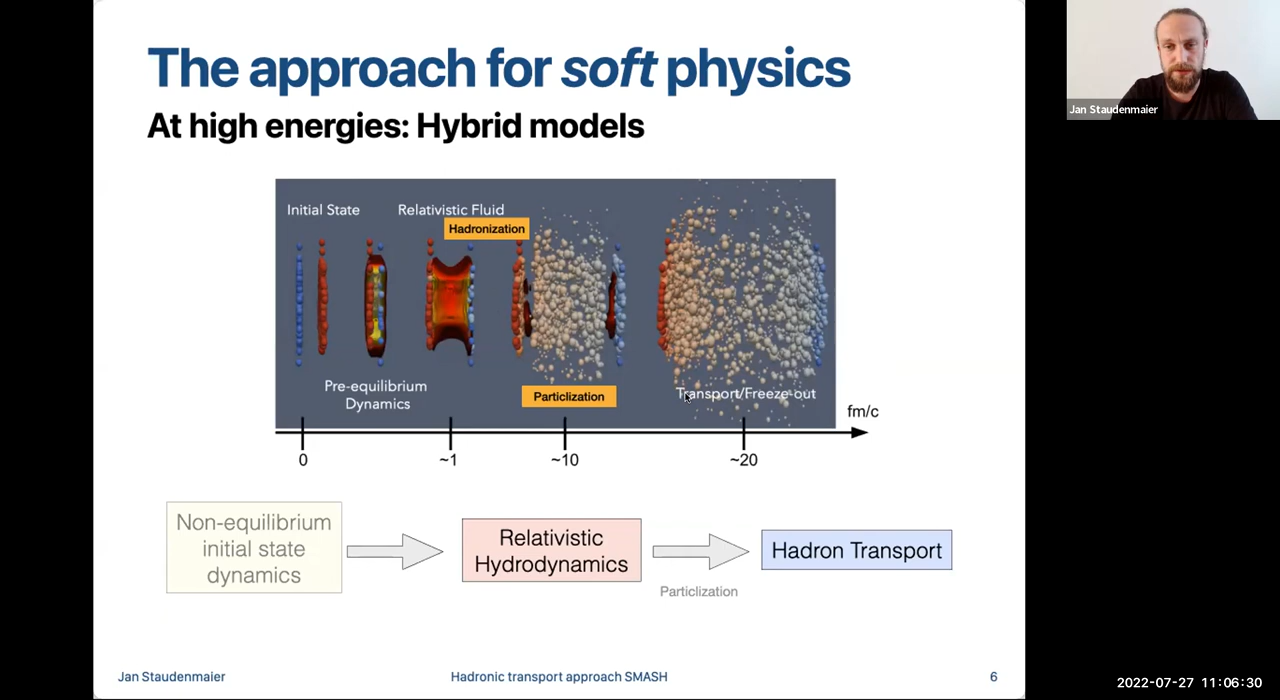 The approach for soft physics
At high energies: Hybrid models
Jan Staudenmaier
Initial State
Relativistic Fluid
Hadronization
Pre-equilibrium
Dynamics
Particlization
Transport/Freeze-out
fm/c
0
~1
~10
~20
Non-equilibrium
initial state
dynamics
Relativistic
Hydrodynamics
Particlization
Hadron Transport
Jan Staudenmaier
Hadronic transport approach SMASH
6
2022-07-27 11:06:30